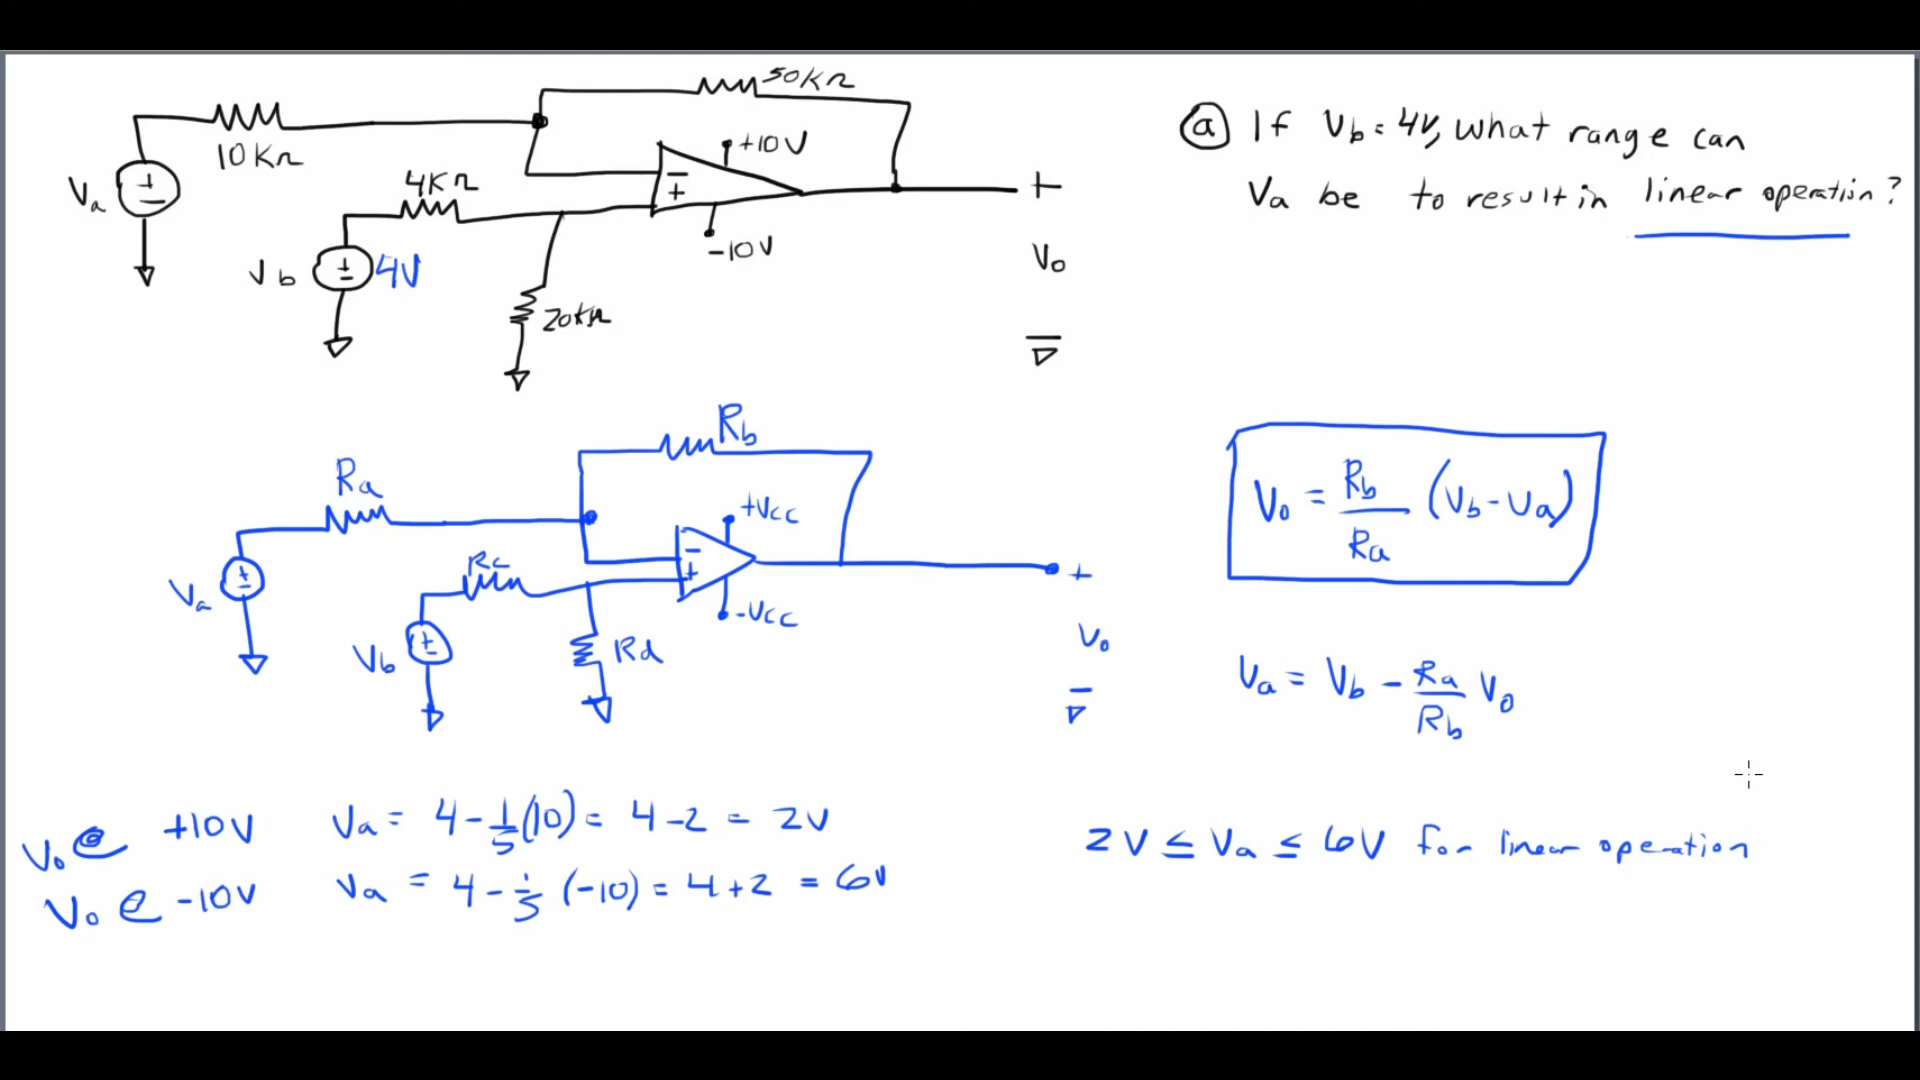 50KΩ
10KΩ
+10V
4KΩ
Va
-10V
Vb
4V
20KΩ
+
Vo
−
ⓐ If Vb = 4V, what range can
Va be to result in linear operation?
Rb
Ra
+Vcc
Rc
Va
-Vcc
Vb
Rd
+
Vo
−
Vo = Rb/Ra (Vb - Va)
Va = Vb - Ra/Rb Vo
Vo @ +10V Va = 4 - 1/5(10) = 4 - 2 = 2V
Vo @ -10V Va = 4 - 1/5 (-10) = 4 + 2 = 6V
2V ≤ Va ≤ 6V for linear operation